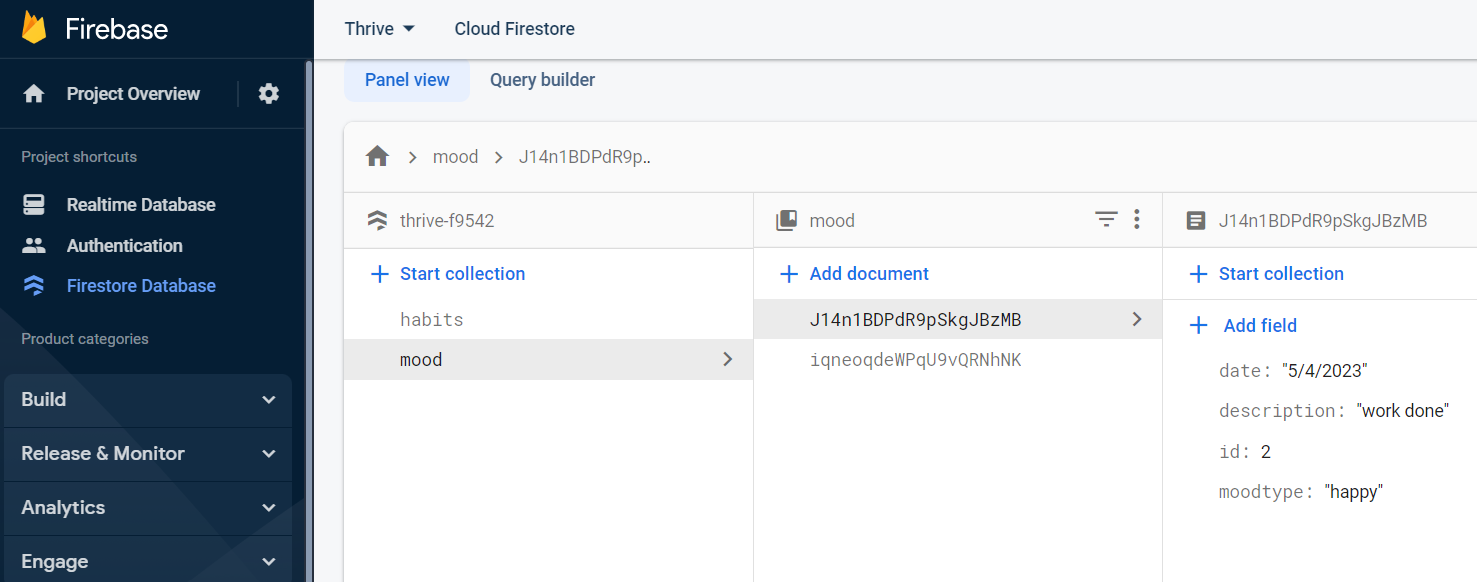 Firebase
Thrive Cloud Firestore
Project Overview
Panel view Query builder
Project shortcuts
mood J14n1BDPdR9p..
Realtime Database
Authentication
Firestore Database
Product categories
Build
Release & Monitor
Analytics
Engage
thrive-f9542
Start collection
habits
mood
mood
Add document
J14n1BDPdR9pSkgJBzMB
iqneoqdeWPqU9vQRNhNK
J14n1BDPdR9pSkgJBzMB
Start collection
Add field
date: "5/4/2023"
description: "work done"
id: 2
moodtype: "happy"